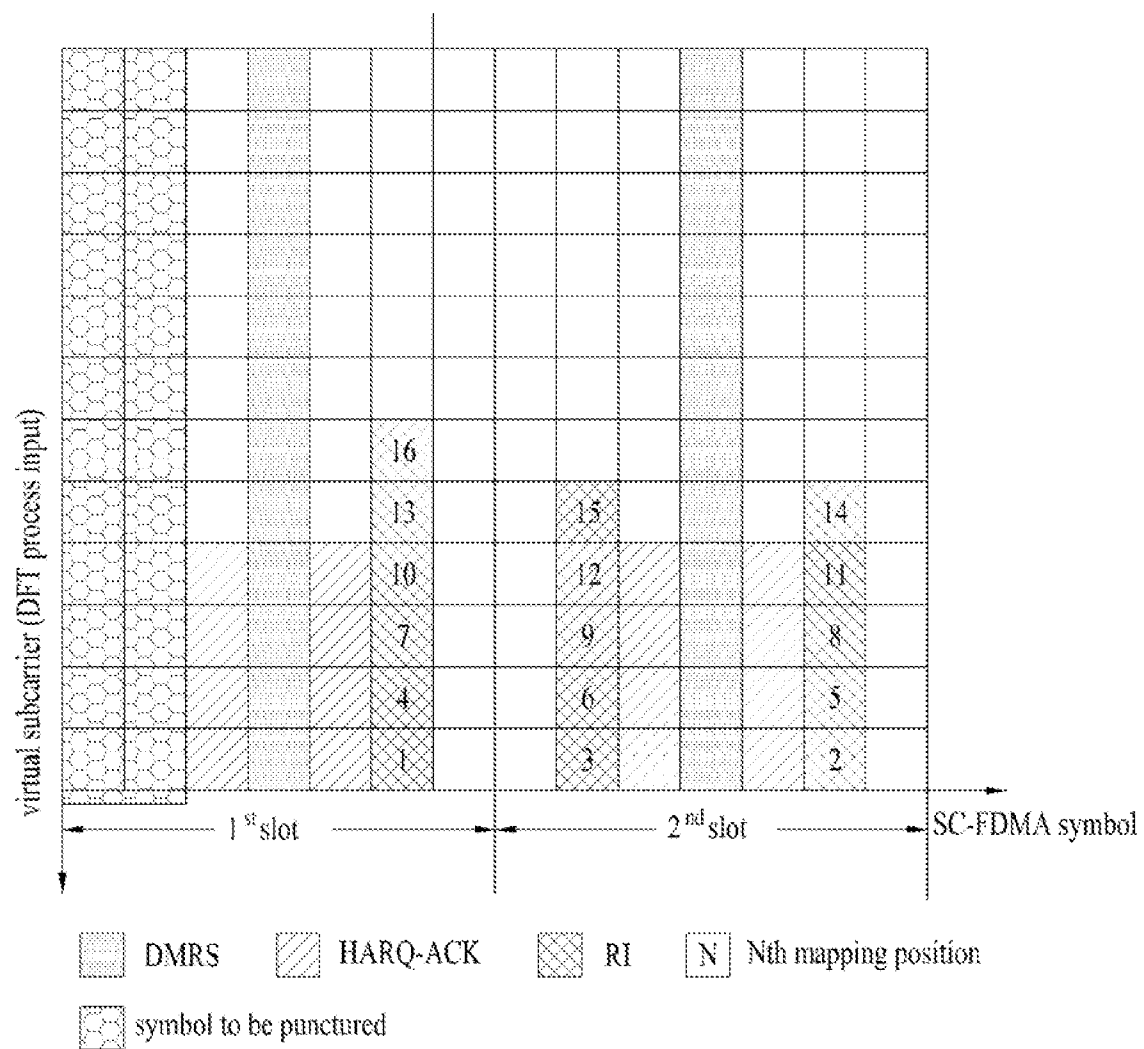 virtual subcarrier (DFT process input)
16
13 15 14
10 12 11
7 9 8
4 6 5
1 3 2
1st slot 2nd slot SC-FDMA symbol
DMRS HARQ-ACK RI N Nth mapping position
symbol to be punctured